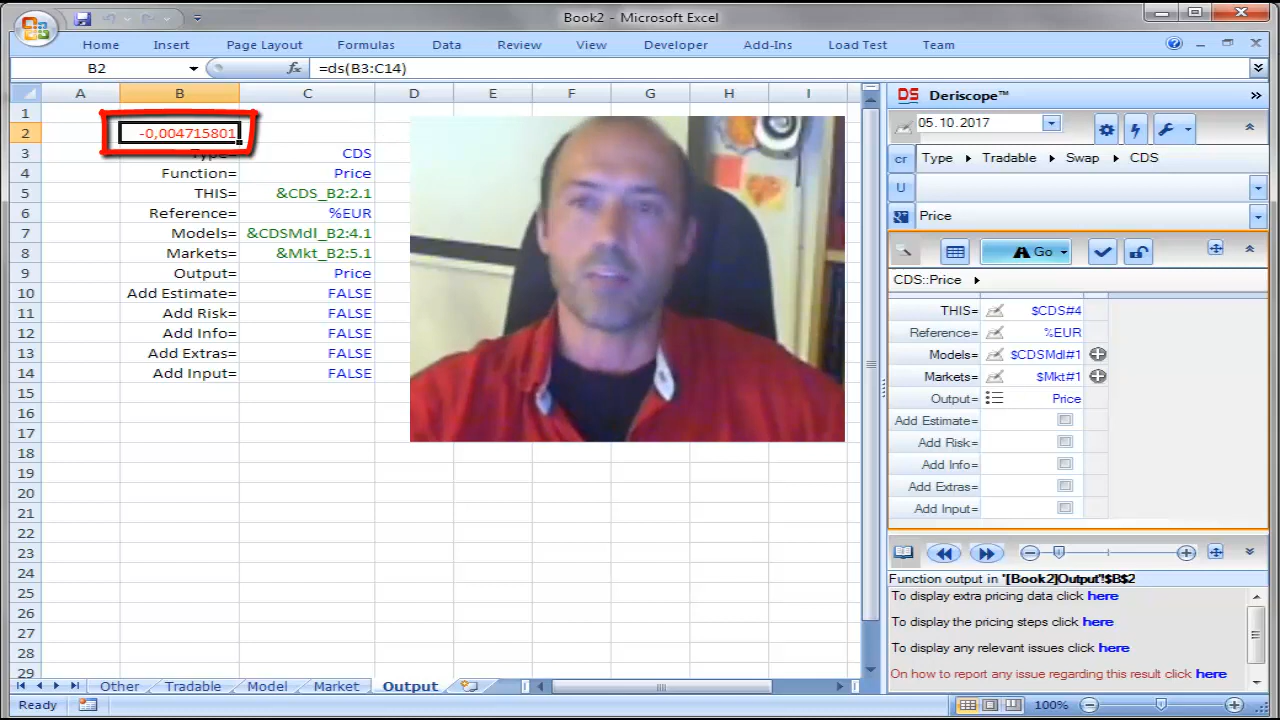 Book2 - Microsoft Excel
Home Insert Page Layout Formulas Data Review View Developer Add-Ins Load Test Team
B2 fx =ds(B3:C14)
A B C D E F G H I
1
2 -0,004715801
3 Type= CDS
4 Function= Price
5 THIS= &CDS_B2:2.1
6 Reference= %EUR
7 Models= &CDSMdl_B2:4.1
8 Markets= &Mkt_B2:5.1
9 Output= Price
10 Add Estimate= FALSE
11 Add Risk= FALSE
12 Add Info= FALSE
13 Add Extras= FALSE
14 Add Input= FALSE
15
16
17
18
19
20
21
22
23
24
25
26
27
28
29
Other Tradable Model Market Output
Ready 100%
DS Deriscope™
05.10.2017
cr Type Tradable Swap CDS
U
Price
Go
CDS::Price
THIS= $CDS#4
Reference= %EUR
Models= $CDSMdl#1
Markets= $Mkt#1
Output= Price
Add Estimate=
Add Risk=
Add Info=
Add Extras=
Add Input=
Function output in '[Book2]Output'!$B$2
To display extra pricing data click here
To display the pricing steps click here
To display any relevant issues click here
On how to report any issue regarding this result click here